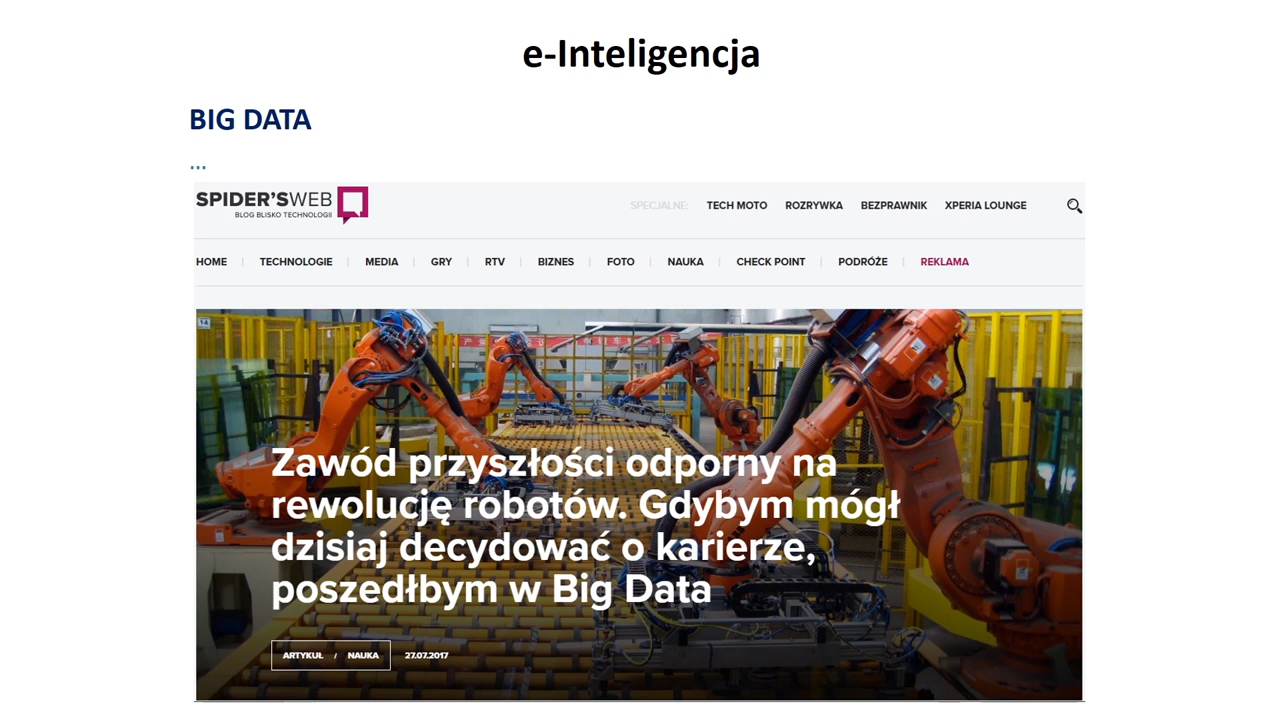 e-Inteligencja
BIG DATA
...
SPIDER'SWEB
BLOG BLISKO TECHNOLOGII
SPECJALNE: TECH MOTO ROZRYWKA BEZPRAWNIK XPERIA LOUNGE
HOME | TECHNOLOGIE | MEDIA | GRY | RTV | BIZNES | FOTO | NAUKA | CHECK POINT | PODRÓŻE | REKLAMA
14
Zawód przyszłości odporny na
rewolucję robotów. Gdybym mógł
dzisiaj decydować o karierze,
poszedłbym w Big Data
ARTYKUŁ / NAUKA 27.07.2017